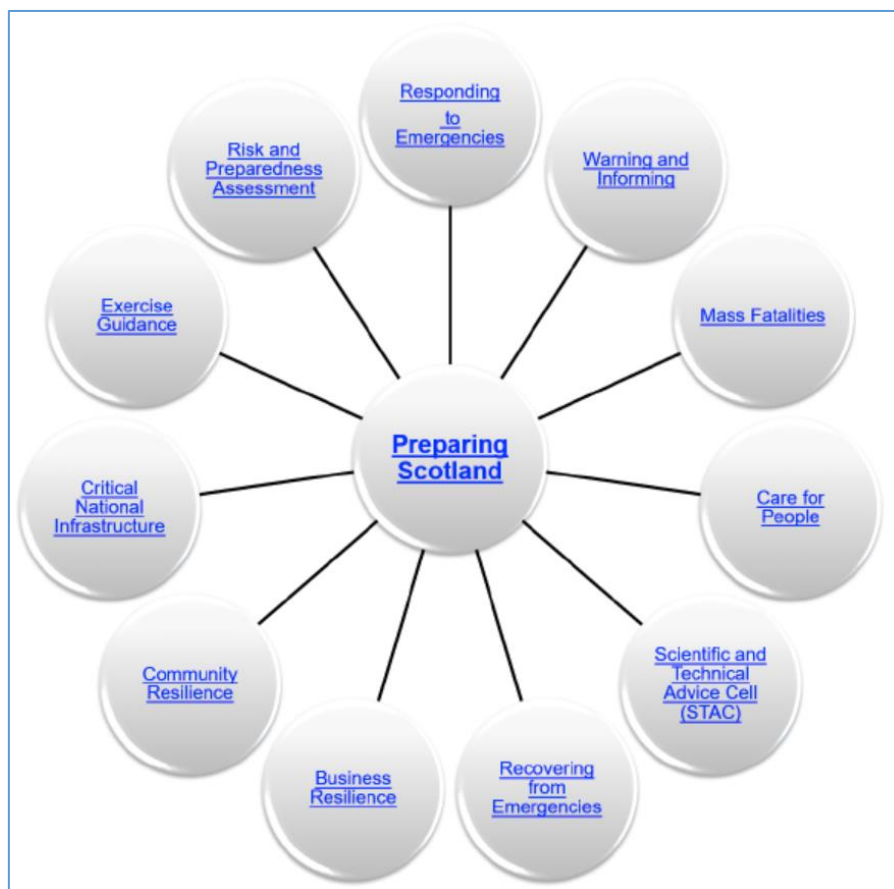 Responding
to
Emergencies
Warning and
Informing
Mass Fatalities
Care for
People
Scientific and
Technical
Advice Cell
(STAC)
Recovering
from
Emergencies
Business
Resilience
Community
Resilience
Critical
National
Infrastructure
Exercise
Guidance
Risk and
Preparedness
Assessment
Preparing
Scotland